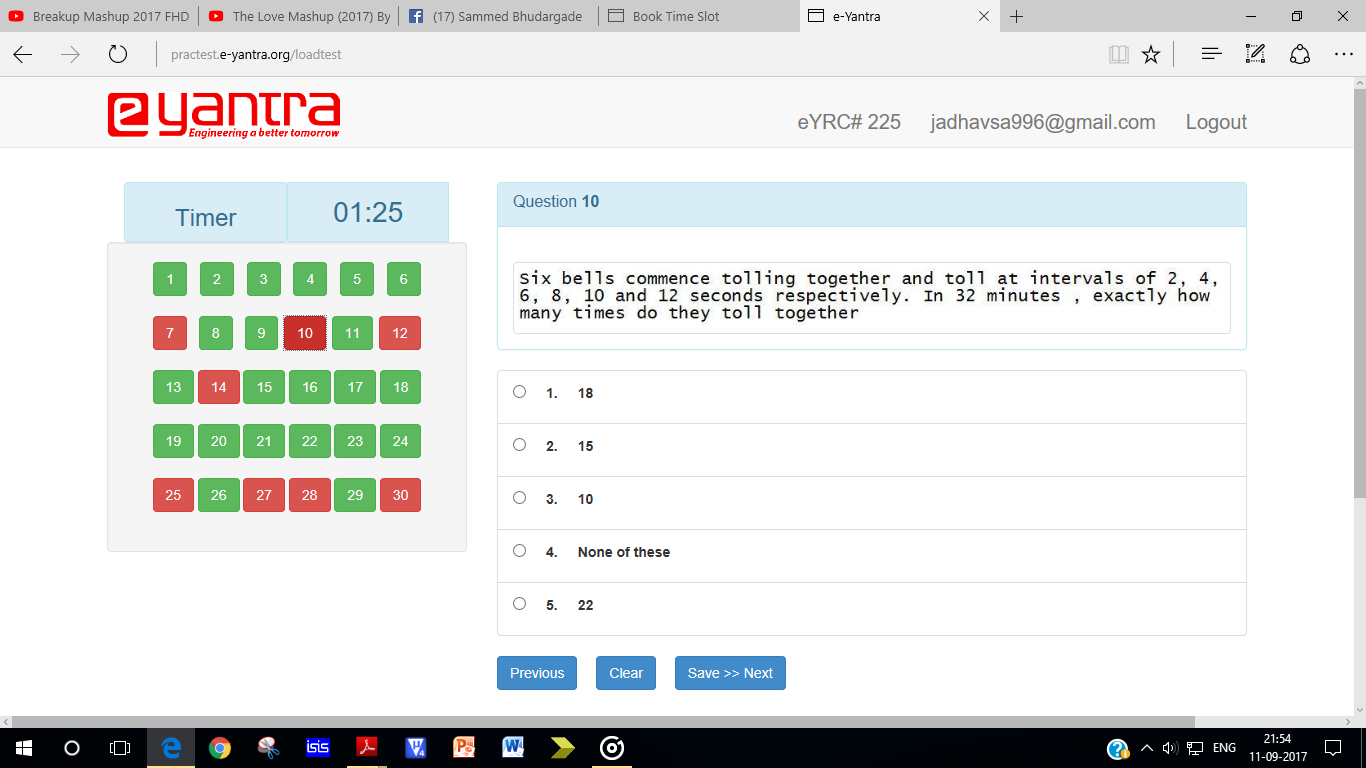 Breakup Mashup 2017 FHD
The Love Mashup (2017) By
(17) Sammed Bhudargade
Book Time Slot
e-Yantra
practest.e-yantra.org/loadtest
e yantra
Engineering a better tomorrow
eYRC# 225 jadhavsa996@gmail.com Logout
Timer 01:25
1 2 3 4 5 6
7 8 9 10 11 12
13 14 15 16 17 18
19 20 21 22 23 24
25 26 27 28 29 30
Question 10
Six bells commence tolling together and toll at intervals of 2, 4,
6, 8, 10 and 12 seconds respectively. In 32 minutes , exactly how
many times do they toll together
1. 18
2. 15
3. 10
4. None of these
5. 22
Previous Clear Save >> Next
isis
ENG
21:54
11-09-2017